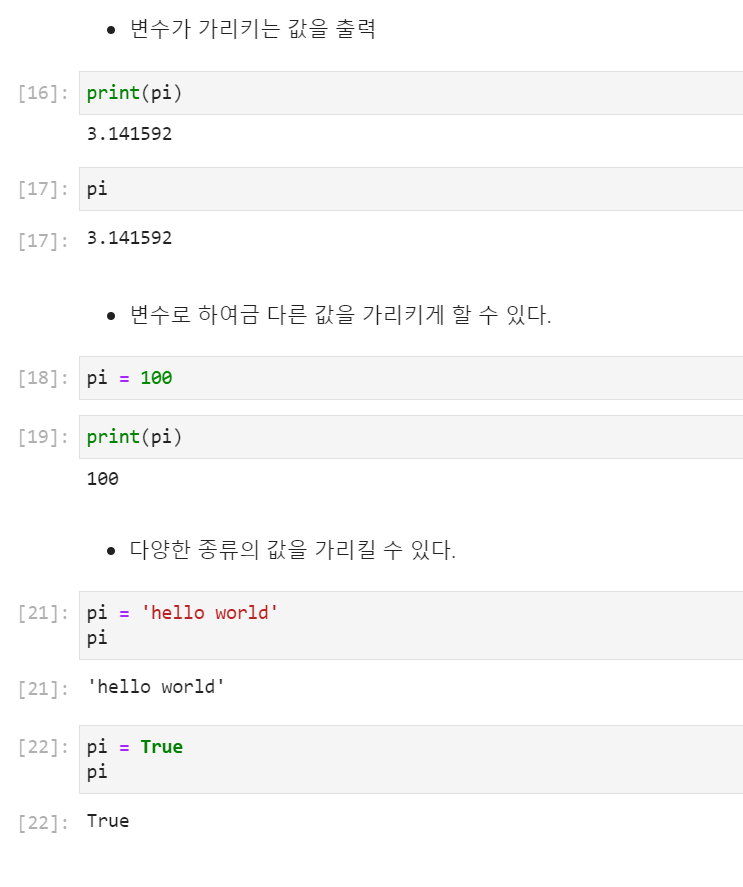 • 변수가 가리키는 값을 출력
[16]: print(pi)
3.141592
[17]: pi
[17]: 3.141592
• 변수로 하여금 다른 값을 가리키게 할 수 있다.
[18]: pi = 100
[19]: print(pi)
100
• 다양한 종류의 값을 가리킬 수 있다.
[21]: pi = 'hello world'
pi
[21]: 'hello world'
[22]: pi = True
pi
[22]: True